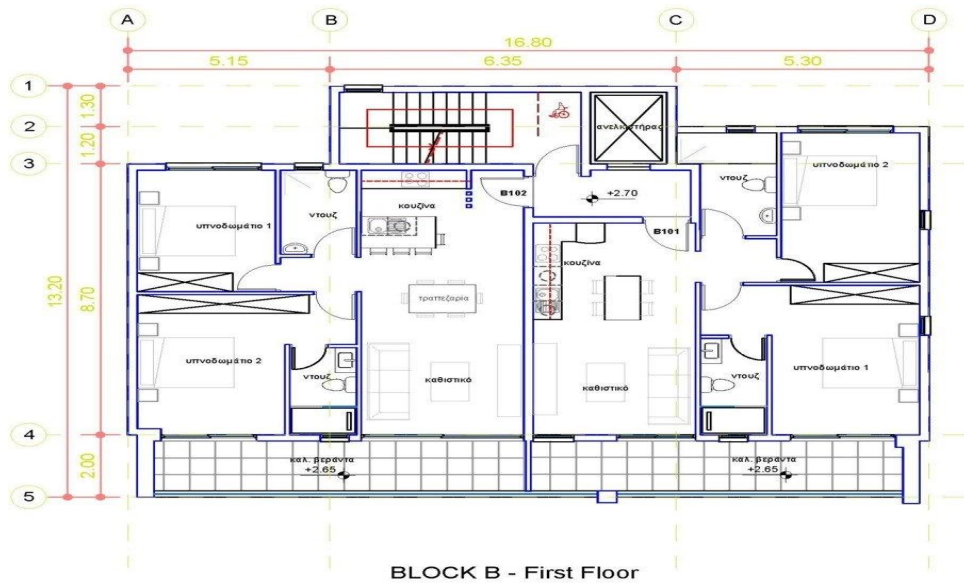 A B C D
16.80
5.15 6.35 5.30
1
2
3
4
5
1.30
1.20
13.20
8.70
2.00
ανελκυστήρας
υπνοδωμάτιο 2
ντουζ
κουζίνα
B102
+2.70
ντουζ
υπνοδωμάτιο 1
B101
κουζίνα
τραπεζαρία
υπνοδωμάτιο 2
ντουζ
καθιστικό
καθιστικό
ντουζ
υπνοδωμάτιο 1
καλ. βεράντα
+2.65
καλ. βεράντα
+2.65
BLOCK B - First Floor